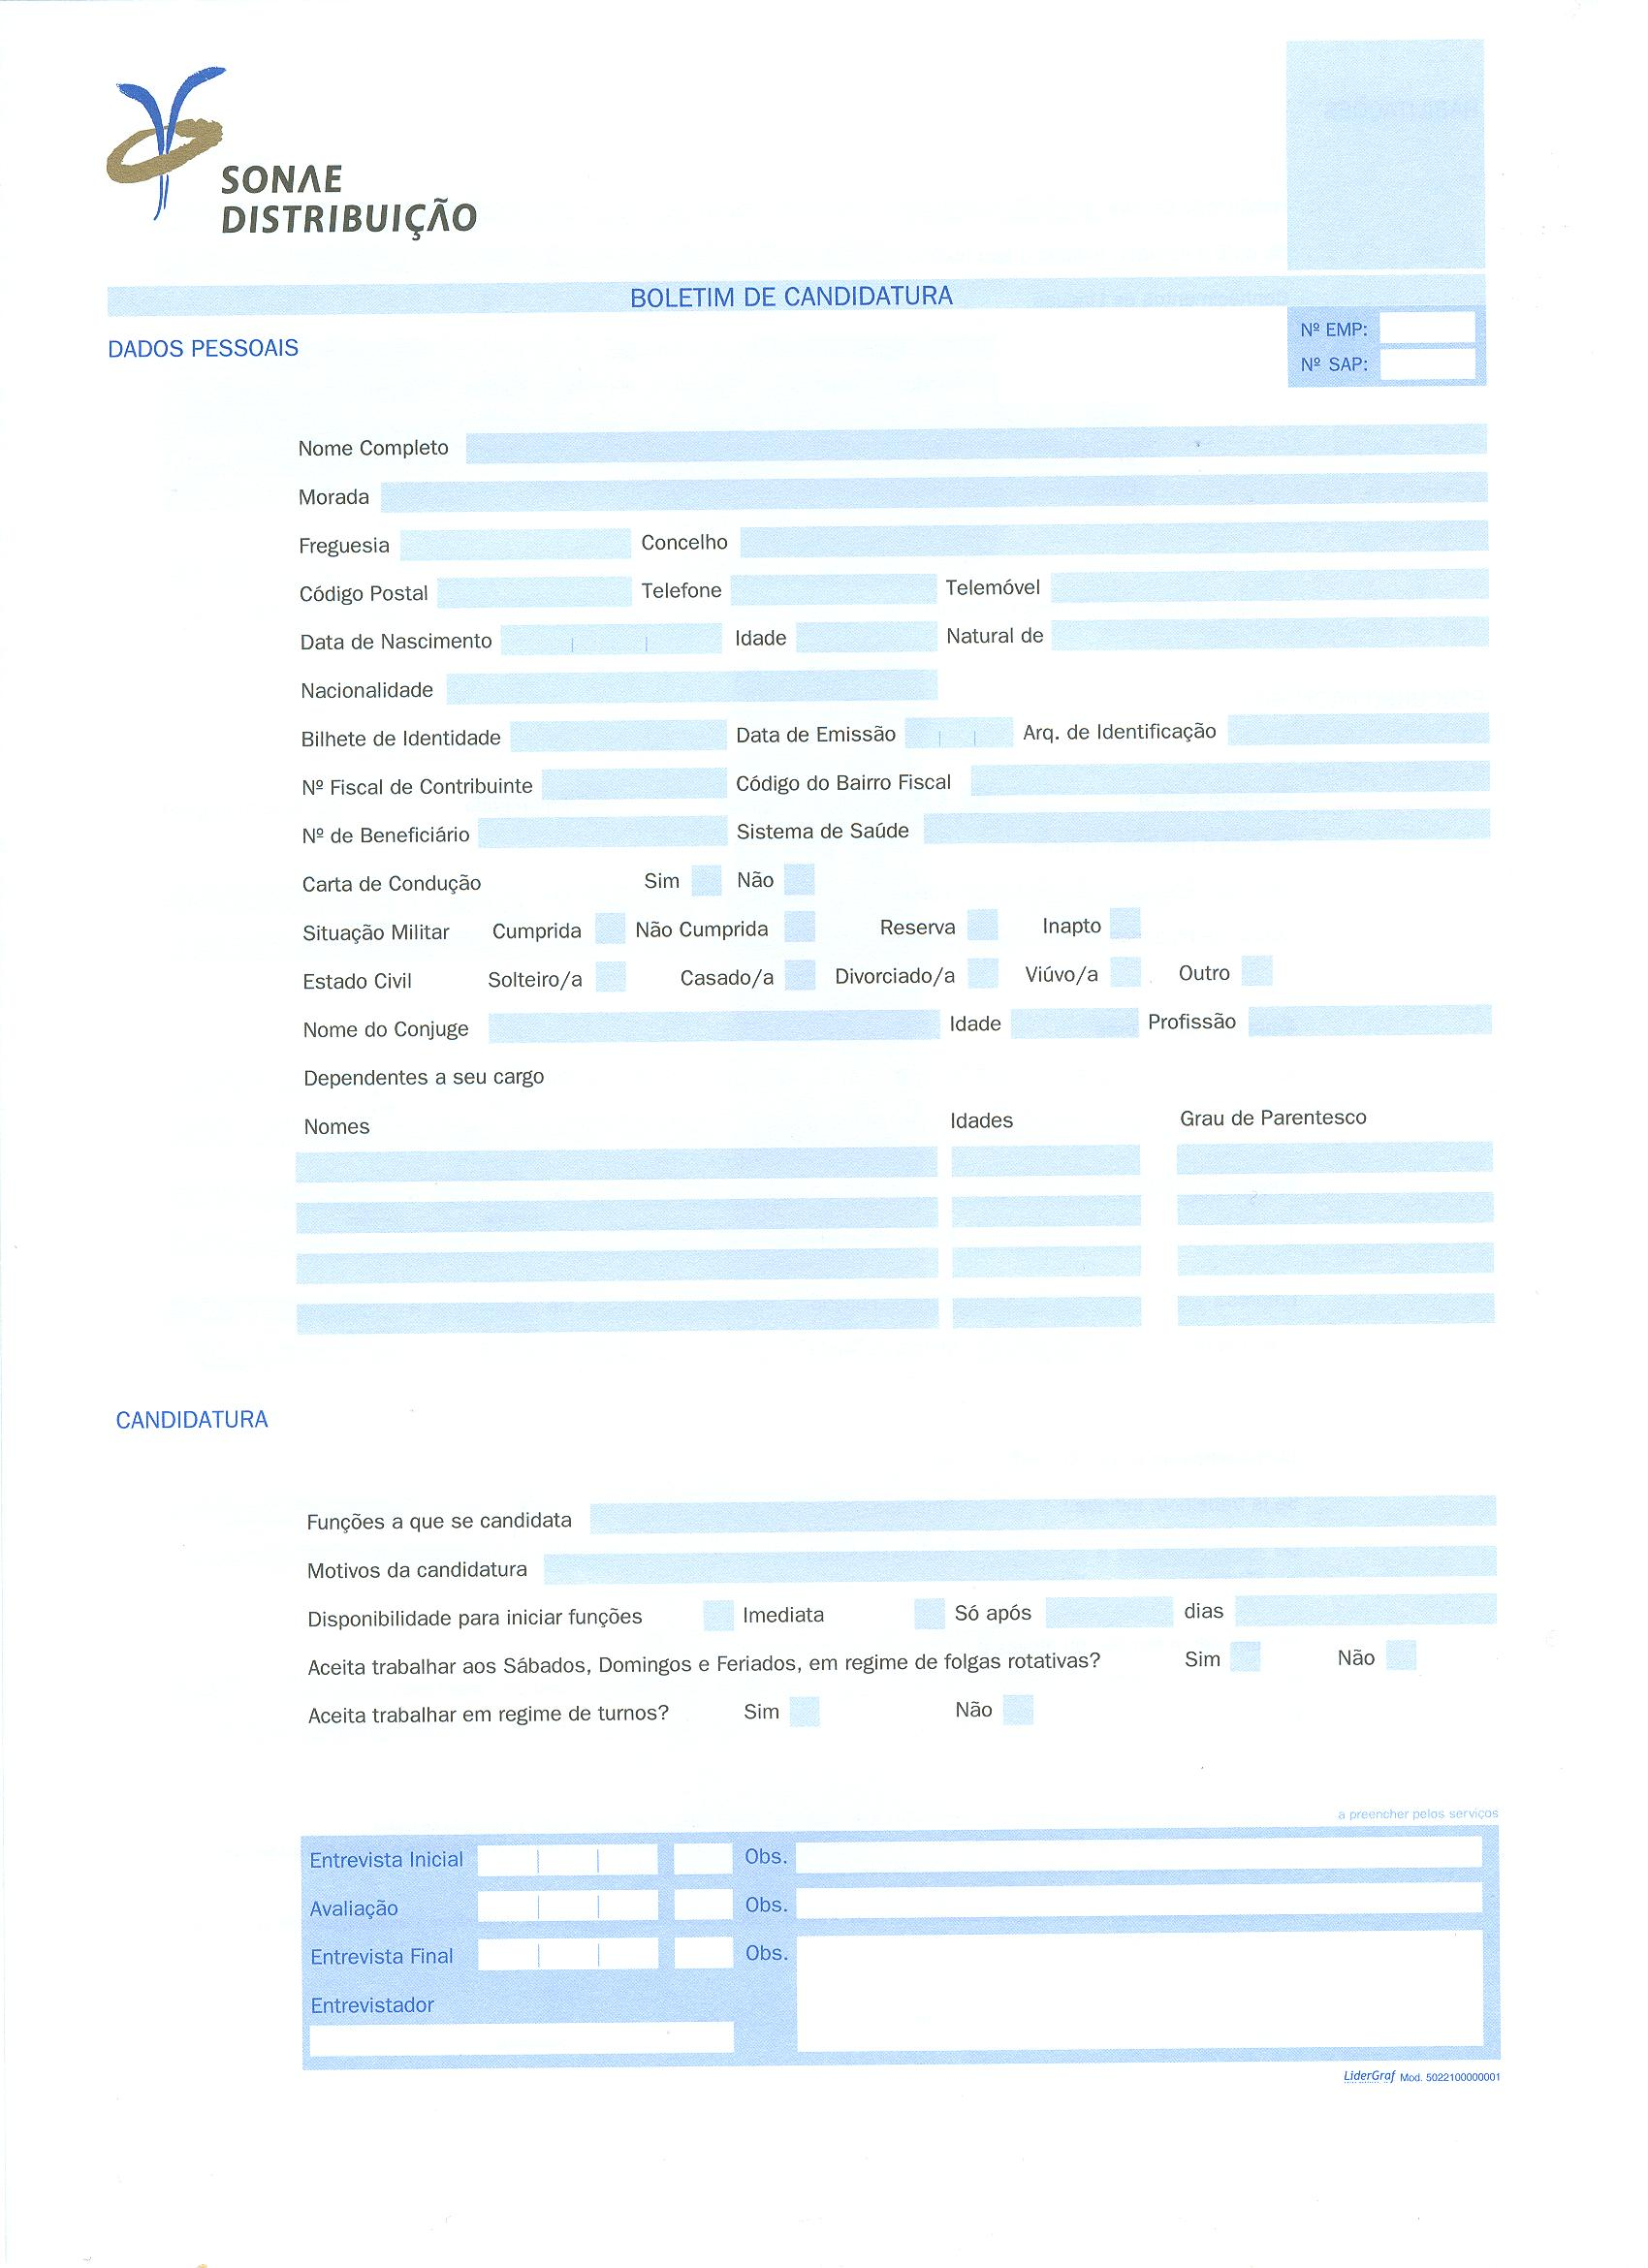 SONAE
DISTRIBUIÇÃO
BOLETIM DE CANDIDATURA
DADOS PESSOAIS
Nº EMP:
Nº SAP:
Nome Completo
Morada
Freguesia Concelho
Código Postal Telefone Telemóvel
Data de Nascimento Idade Natural de
Nacionalidade
Bilhete de Identidade Data de Emissão Arq. de Identificação
Nº Fiscal de Contribuinte Código do Bairro Fiscal
Nº de Beneficiário Sistema de Saúde
Carta de Condução Sim Não
Situação Militar Cumprida Não Cumprida Reserva Inapto
Estado Civil Solteiro/a Casado/a Divorciado/a Viúvo/a Outro
Nome do Conjuge Idade Profissão
Dependentes a seu cargo
Nomes Idades Grau de Parentesco
CANDIDATURA
Funções a que se candidata
Motivos da candidatura
Disponibilidade para iniciar funções Imediata Só após dias
Aceita trabalhar aos Sábados, Domingos e Feriados, em regime de folgas rotativas? Sim Não
Aceita trabalhar em regime de turnos? Sim Não
a preencher pelos serviços
Entrevista Inicial Obs.
Avaliação Obs.
Entrevista Final Obs.
Entrevistador
LiderGraf Mod. 5022100000001